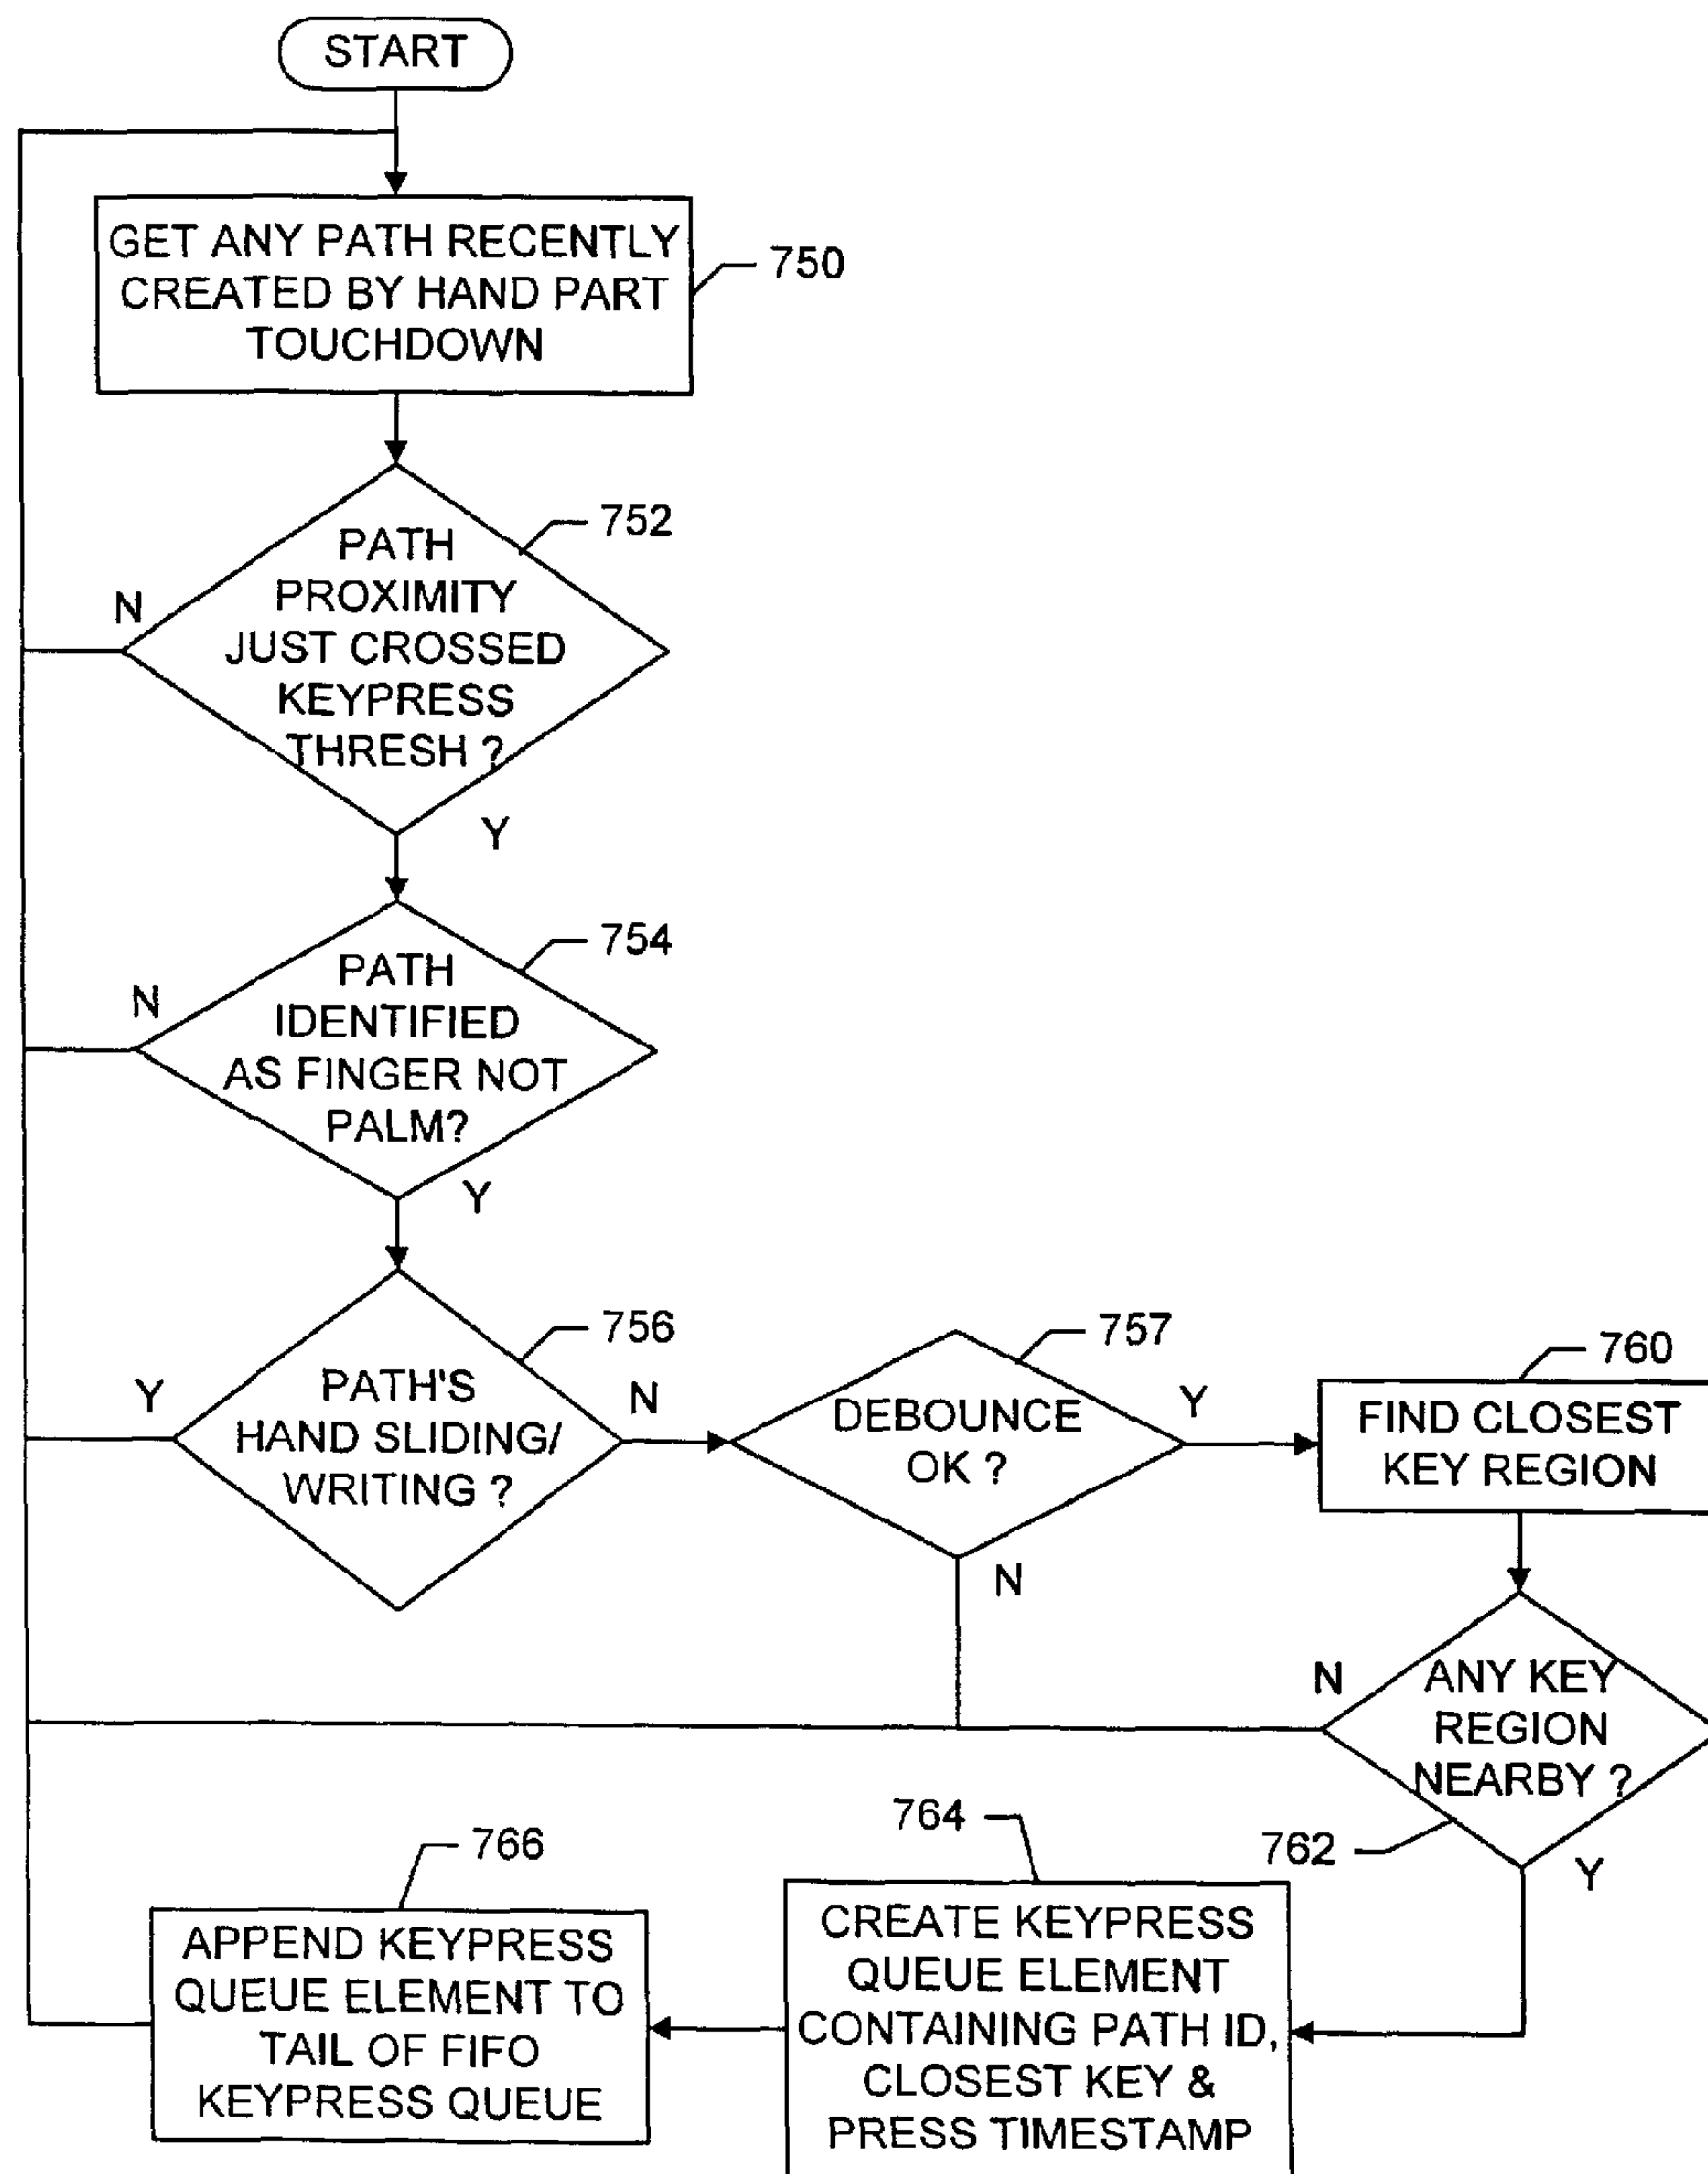 START
GET ANY PATH RECENTLY
CREATED BY HAND PART
TOUCHDOWN
750
752
PATH
PROXIMITY
JUST CROSSED
KEYPRESS
THRESH ?
N
Y
754
PATH
IDENTIFIED
AS FINGER NOT
PALM?
N
Y
756
PATH'S
HAND SLIDING/
WRITING ?
Y
N
757
DEBOUNCE
OK ?
Y
N
760
FIND CLOSEST
KEY REGION
ANY KEY
REGION
NEARBY ?
N
762
Y
764
CREATE KEYPRESS
QUEUE ELEMENT
CONTAINING PATH ID,
CLOSEST KEY &
PRESS TIMESTAMP
766
APPEND KEYPRESS
QUEUE ELEMENT TO
TAIL OF FIFO
KEYPRESS QUEUE